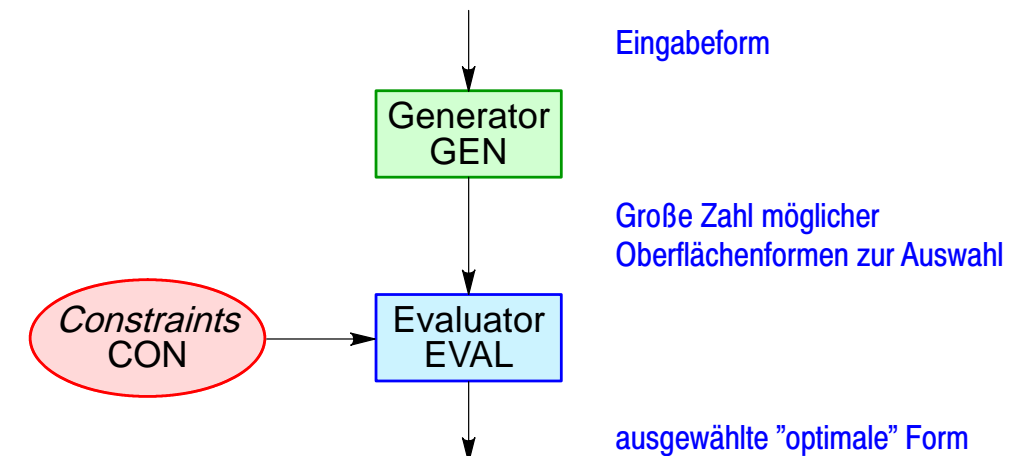 Eingabeform
Generator
GEN
Große Zahl möglicher
Oberflächenformen zur Auswahl
Constraints
CON
Evaluator
EVAL
ausgewählte ”optimale” Form